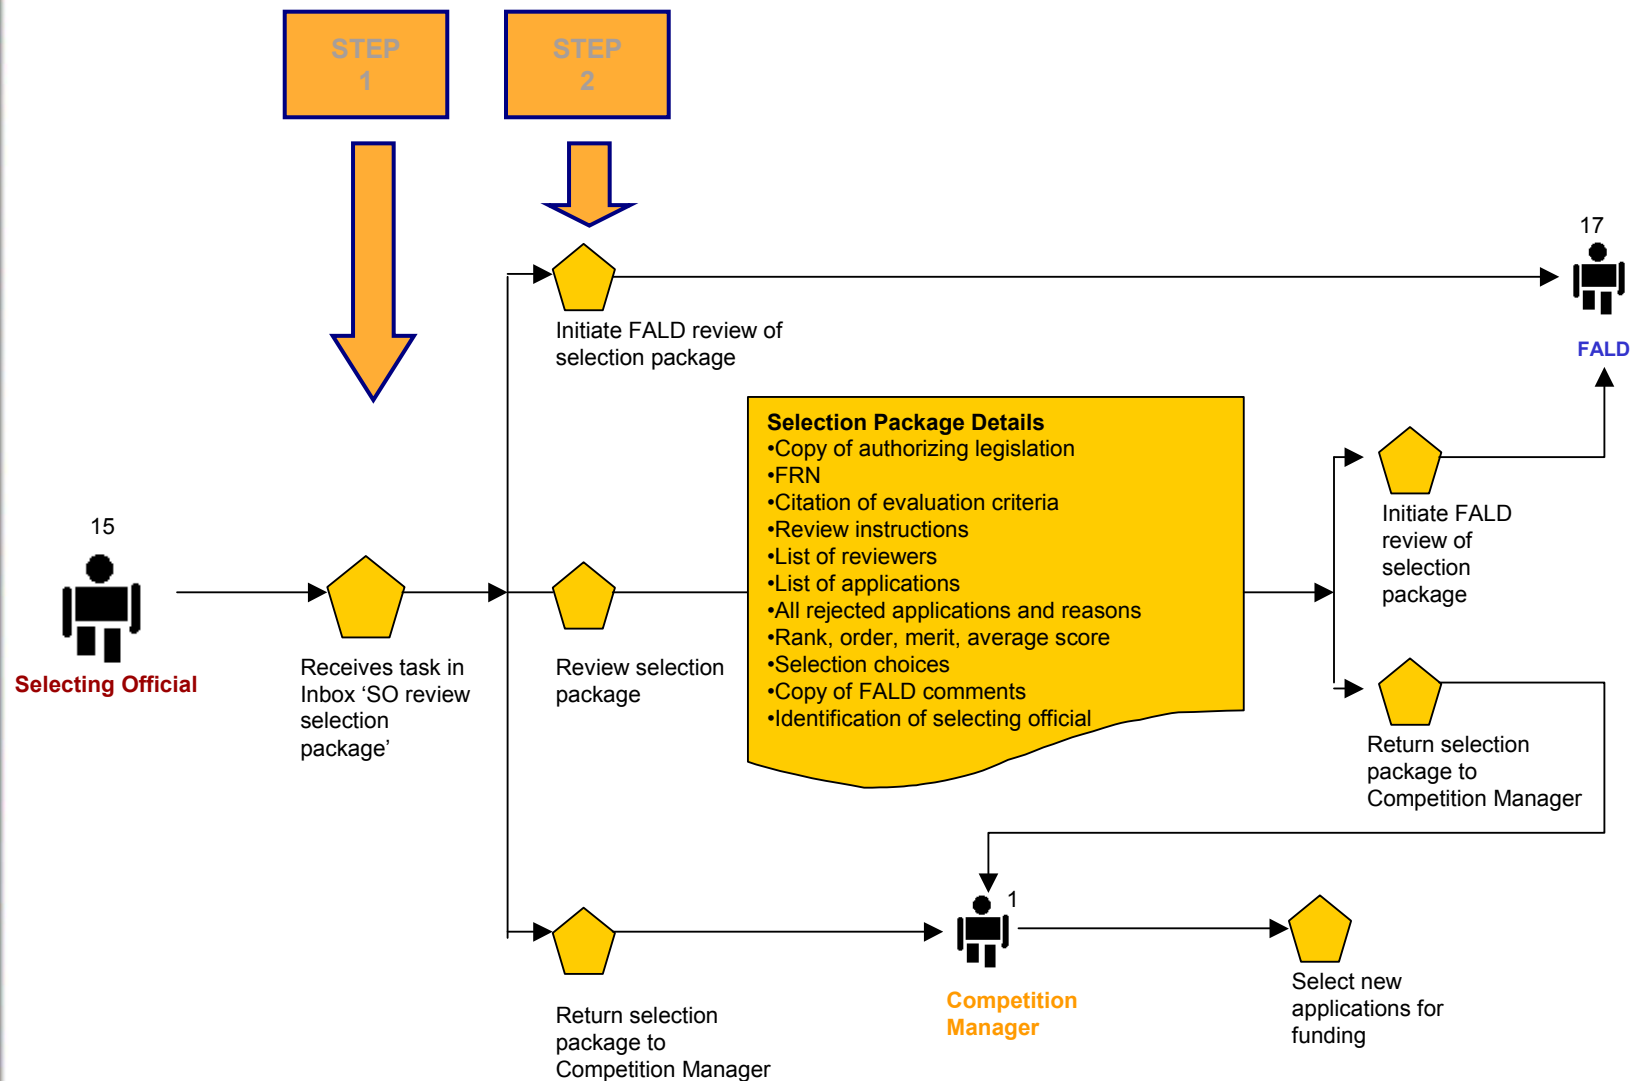 STEP
1
STEP
2
17
FALD
Initiate FALD review of
selection package
Selection Package Details
•Copy of authorizing legislation
•FRN
•Citation of evaluation criteria
•Review instructions
•List of reviewers
•List of applications
•All rejected applications and reasons
•Rank, order, merit, average score
•Selection choices
•Copy of FALD comments
•Identification of selecting official
Initiate FALD
review of
selection
package
15
Selecting Official
Receives task in
Inbox ‘SO review
selection
package’
Review selection
package
Return selection
package to
Competition Manager
1
Competition
Manager
Select new
applications for
funding
Return selection
package to
Competition Manager